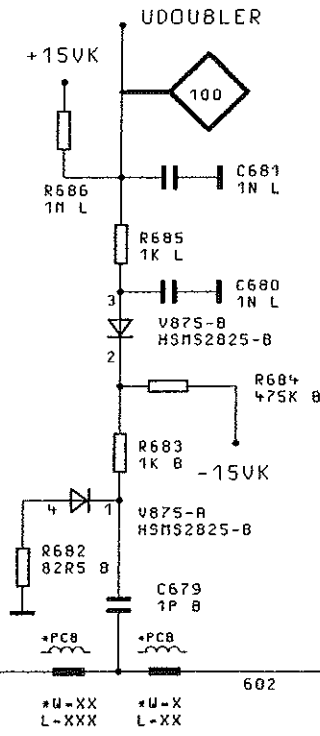 UDOUBLER
+15VK
100
C681
1N L
R686
1M L
R685
1K L
C680
1N L
3
V875-B
HSMS2825-B
2
R684
475K B
R683
1K B
-15VK
4
1
V875-A
HSMS2825-B
R682
82R5 B
C679
1P B
*PCB
*PCB
602
*W=XX
L=XXX
*W=X
L=XX